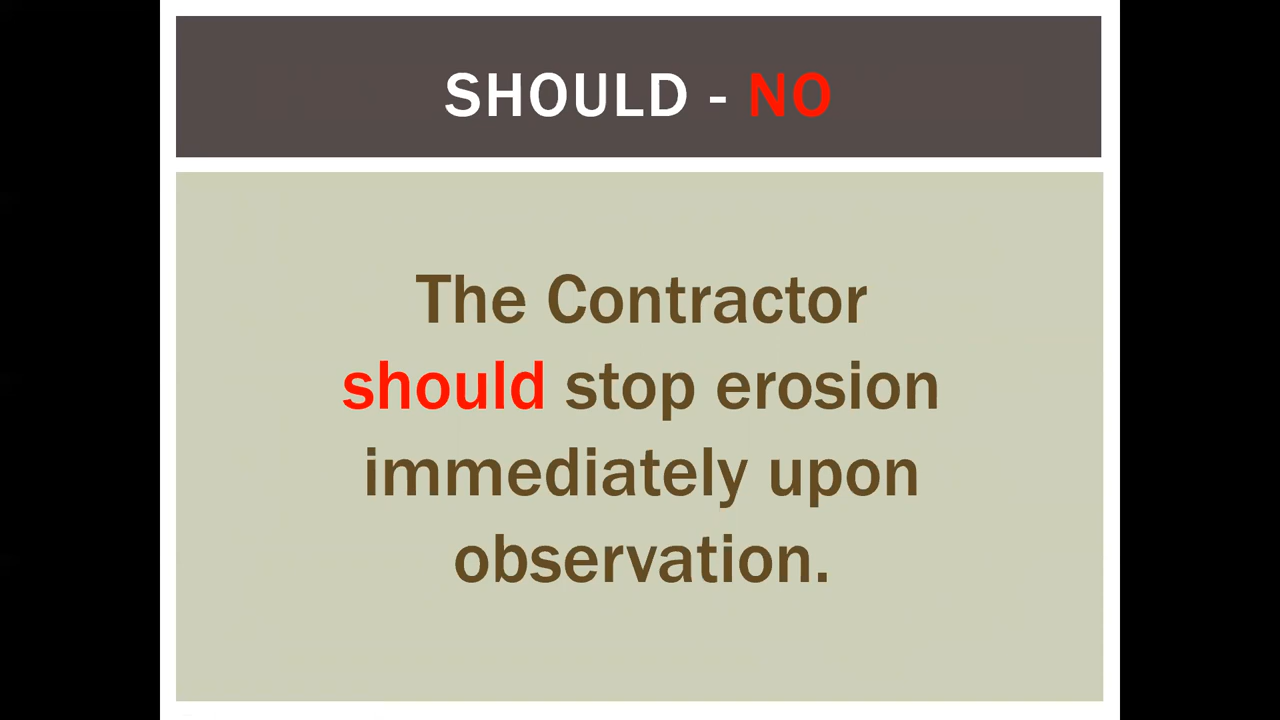 SHOULD - NO
The Contractor
should stop erosion
immediately upon
observation.